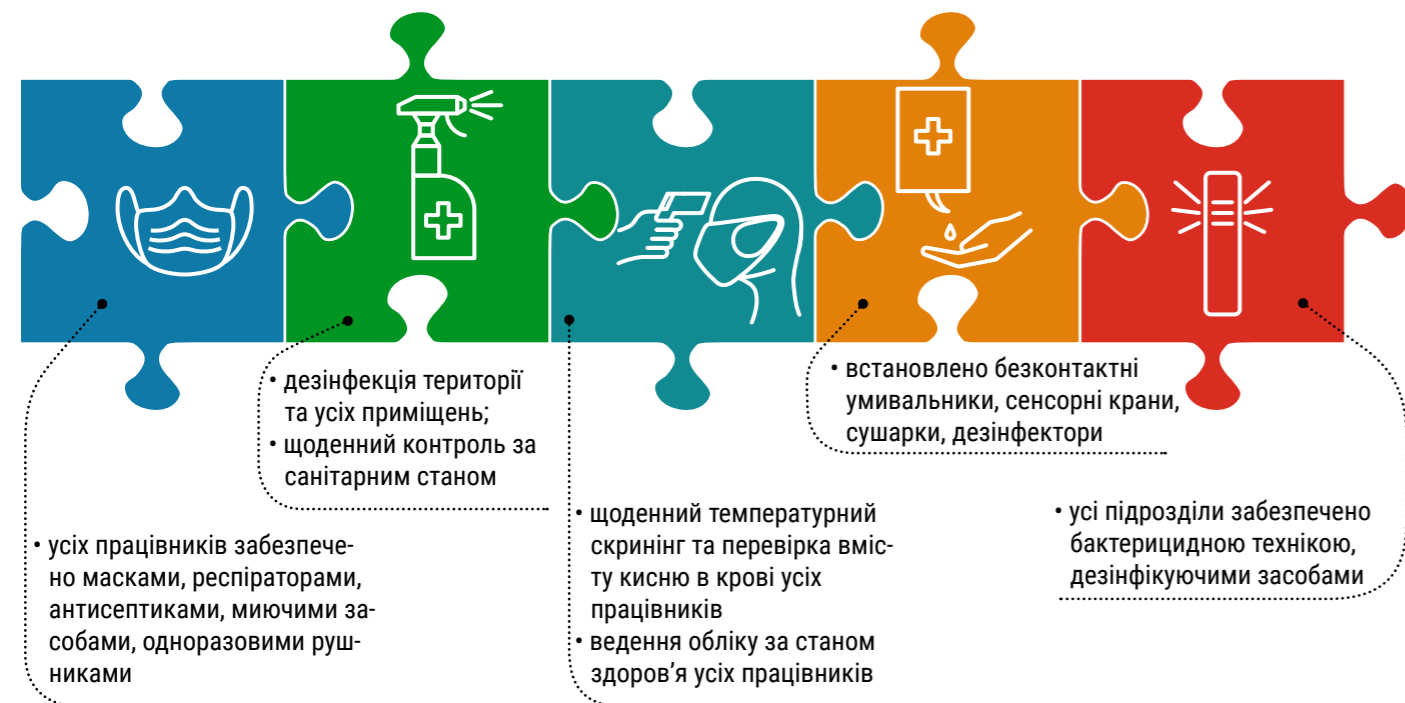 • усіх працівників забезпече-
но масками, респіраторами,
антисептиками, миючими за-
собами, одноразовими руш-
никами
• дезінфекція території
та усіх приміщень;
• щоденний контроль за
санітарним станом
• щоденний температурний
скринінг та перевірка вміс-
ту кисню в крові усіх
працівників
• ведення обліку за станом
здоров’я усіх працівників
• встановлено безконтактні
умивальники, сенсорні крани,
сушарки, дезінфектори
• усі підрозділи забезпечено
бактерицидною технікою,
дезінфікуючими засобами